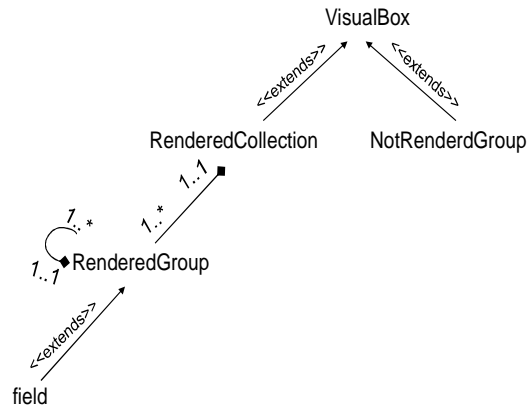 VisualBox
<<extends>>
<<extends>>
RenderedCollection
NotRenderdGroup
1..1
1..*
1..*
1..1
RenderedGroup
<<extends>>
field